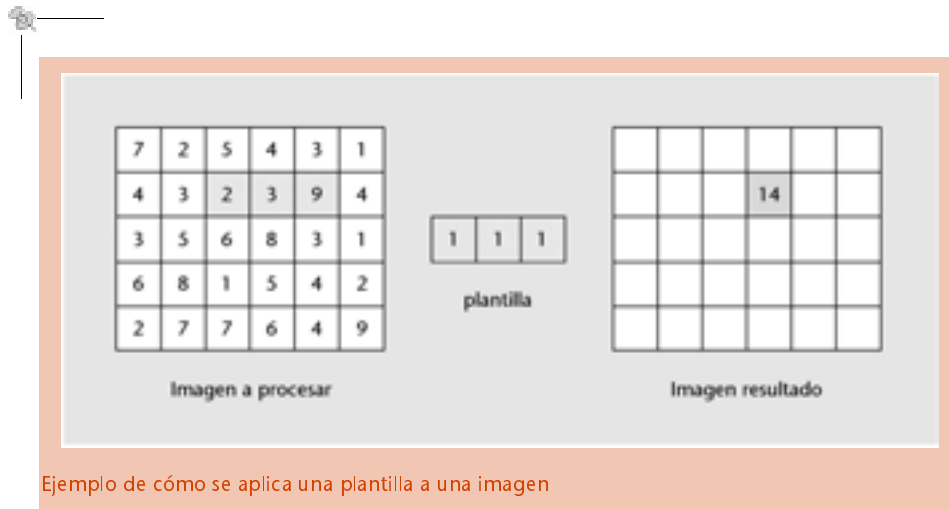 7 2 5 4 3 1
4 3 2 3 9 4
3 5 6 8 3 1
6 8 1 5 4 2
2 7 7 6 4 9
Imagen a procesar
1 1 1
plantilla
14
Imagen resultado
Ejemplo de cómo se aplica una plantilla a una imagen